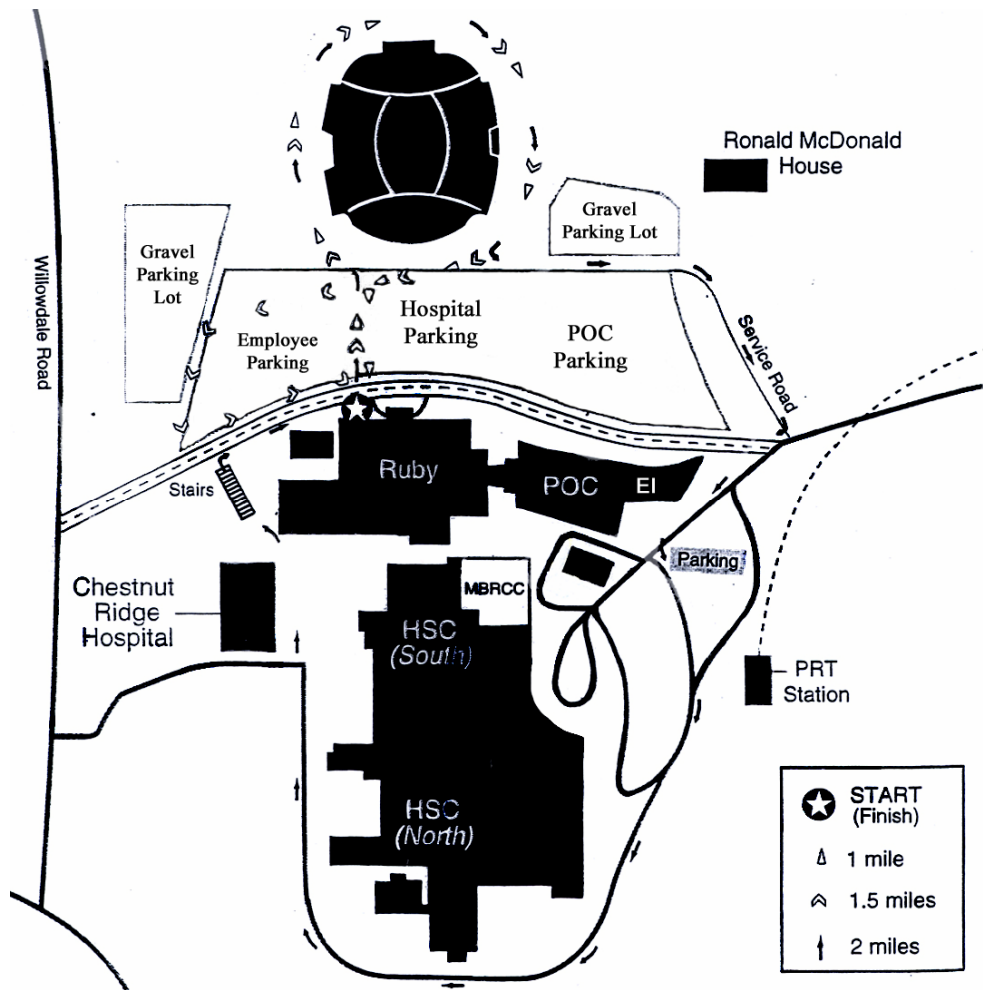 Ronald McDonald
House
Gravel
Parking Lot
Gravel
Parking
Lot
Willowdale Road
Hospital
Parking
Employee
Parking
POC
Parking
Service Road
Ruby
POC
EI
Stairs
Parking
MBRCC
Chestnut
Ridge
Hospital
HSC
(South)
PRT
Station
HSC
(North)
START
(Finish)
1 mile
1.5 miles
2 miles